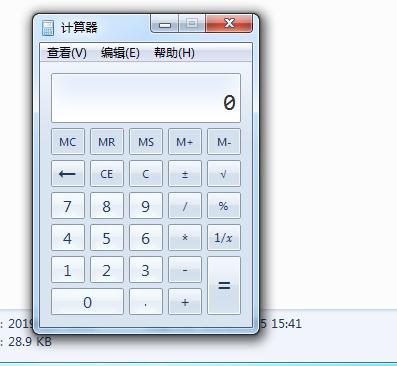 计算器
查看(V) 编辑(E) 帮助(H)
0
MC MR MS M+ M-
← CE C ± √
7 8 9 / %
4 5 6 * 1/x
1 2 3 - =
0 . +
: 2019 5 15:41
: 28.9 KB